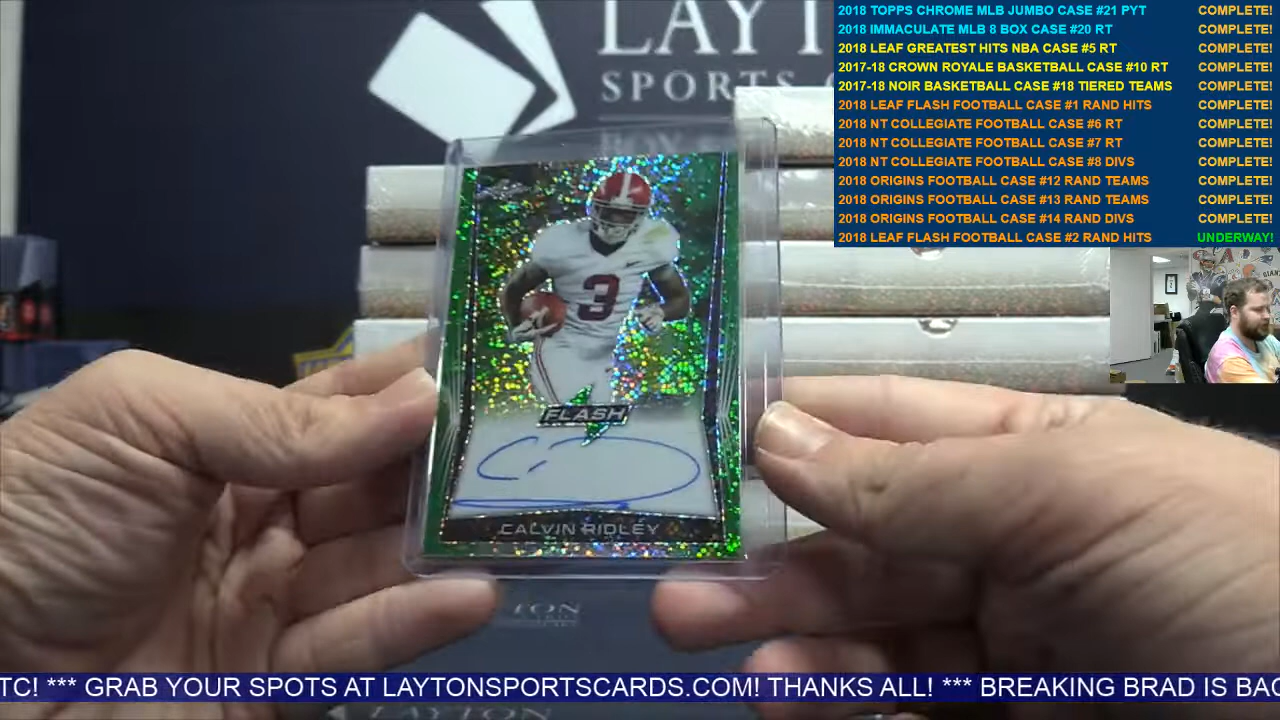 LAYT
SPORTS
2018 TOPPS CHROME MLB JUMBO CASE #21 PYT COMPLETE!
2018 IMMACULATE MLB 8 BOX CASE #20 RT COMPLETE!
2018 LEAF GREATEST HITS NBA CASE #5 RT COMPLETE!
2017-18 CROWN ROYALE BASKETBALL CASE #10 RT COMPLETE!
2017-18 NOIR BASKETBALL CASE #18 TIERED TEAMS COMPLETE!
2018 LEAF FLASH FOOTBALL CASE #1 RAND HITS COMPLETE!
2018 NT COLLEGIATE FOOTBALL CASE #6 RT COMPLETE!
2018 NT COLLEGIATE FOOTBALL CASE #7 RT COMPLETE!
2018 NT COLLEGIATE FOOTBALL CASE #8 DIVS COMPLETE!
2018 ORIGINS FOOTBALL CASE #12 RAND TEAMS COMPLETE!
2018 ORIGINS FOOTBALL CASE #13 RAND TEAMS COMPLETE!
2018 ORIGINS FOOTBALL CASE #14 RAND DIVS COMPLETE!
2018 LEAF FLASH FOOTBALL CASE #2 RAND HITS UNDERWAY!
3
FLASH
CALVIN RIDLEY
YTON
TC! *** GRAB YOUR SPOTS AT LAYTONSPORTSCARDS.COM! THANKS ALL! *** BREAKING BRAD IS BAC
LAYTON